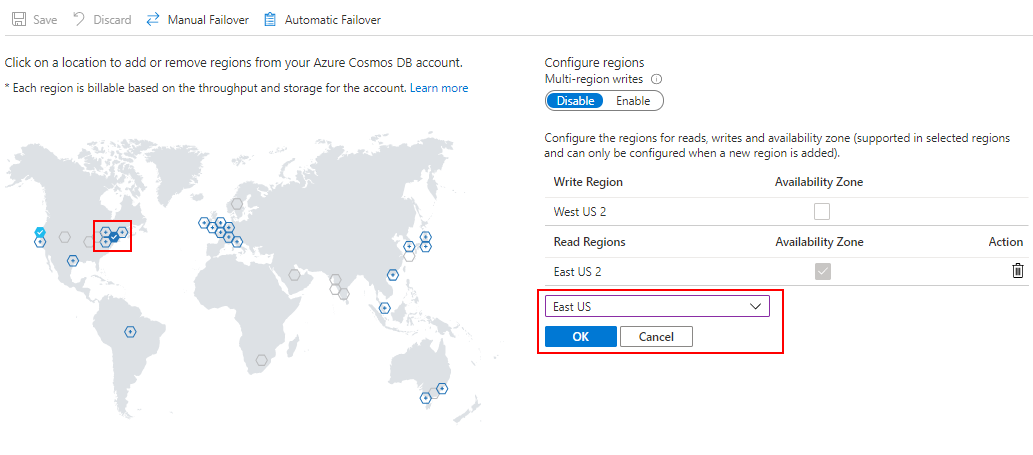 Save Discard Manual Failover Automatic Failover
Click on a location to add or remove regions from your Azure Cosmos DB account.
* Each region is billable based on the throughput and storage for the account. Learn more
Configure regions
Multi-region writes
Disable Enable
Configure the regions for reads, writes and availability zone (supported in selected regions
and can only be configured when a new region is added).
Write Region Availability Zone
West US 2
Read Regions Availability Zone Action
East US 2
East US
OK Cancel